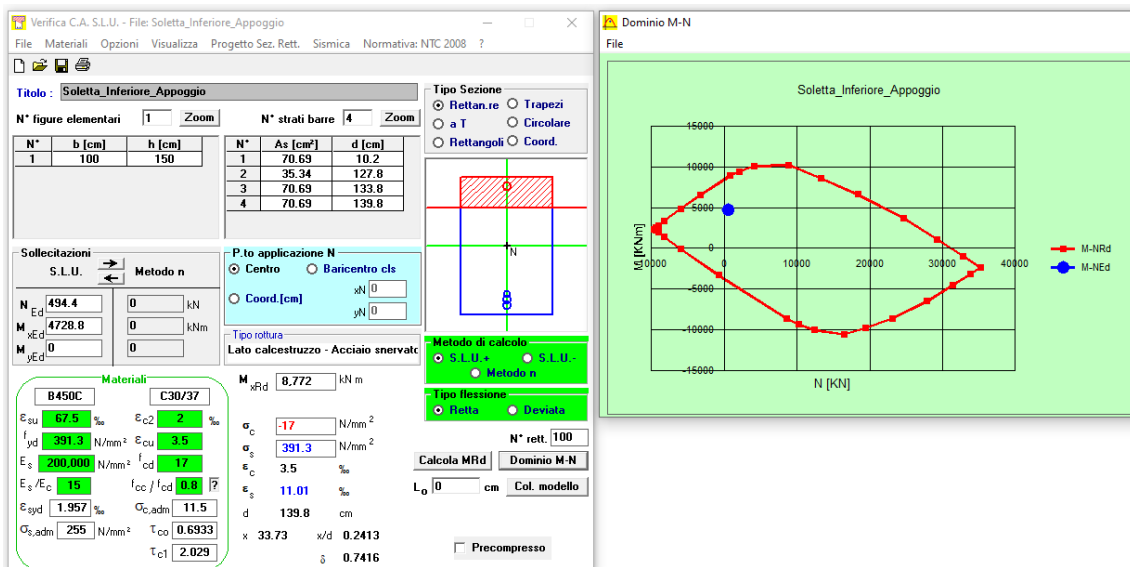 Verifica C.A. S.L.U. - File: Soletta_Inferiore_Appoggio
File Materiali Opzioni Visualizza Progetto Sez. Rett. Sismica Normativa: NTC 2008 ?
Titolo : Soletta_Inferiore_Appoggio
N° figure elementari 1 Zoom N° strati barre 4 Zoom
N° b [cm] h [cm]
1 100 150
N° As [cm²] d [cm]
1 70.69 10.2
2 35.34 127.8
3 70.69 133.8
4 70.69 139.8
Tipo Sezione
Rettan.re Trapezi
a T Circolare
Rettangoli Coord.
N
Sollecitazioni
S.L.U. Metodo n
N Ed 494.4 0 kN
M xEd 4728.8 0 kNm
M yEd 0 0
P.to applicazione N
Centro Baricentro cls
Coord.[cm] xN 0
yN 0
Tipo rottura
Lato calcestruzzo - Acciaio snervato
Metodo di calcolo
S.L.U.+ S.L.U.-
Metodo n
Tipo flessione
Retta Deviata
N° rett. 100
Calcola MRd Dominio M-N
L₀ 0 cm Col. modello
Precompresso
Materiali
B450C C30/37
εsu 67.5 ‰ εc2 2 ‰
fyd 391.3 N/mm² εcu 3.5
Es 200,000 N/mm² fcd 17
Es/Ec 15 fcc / fcd 0.8 ?
εsyd 1.957 ‰ σc,adm 11.5
σs,adm 255 N/mm² τco 0.6933
τc1 2.029
M xRd 8,772 kN m
σc -17 N/mm²
σs 391.3 N/mm²
εc 3.5 ‰
εs 11.01 ‰
d 139.8 cm
x 33.73 x/d 0.2413
δ 0.7416
Dominio M-N
File
Soletta_Inferiore_Appoggio
M [KNm]
15000
10000
5000
0
-5000
-10000
-15000
-10000 0 10000 20000 30000 40000
N [KN]
M-NRd
M-NEd